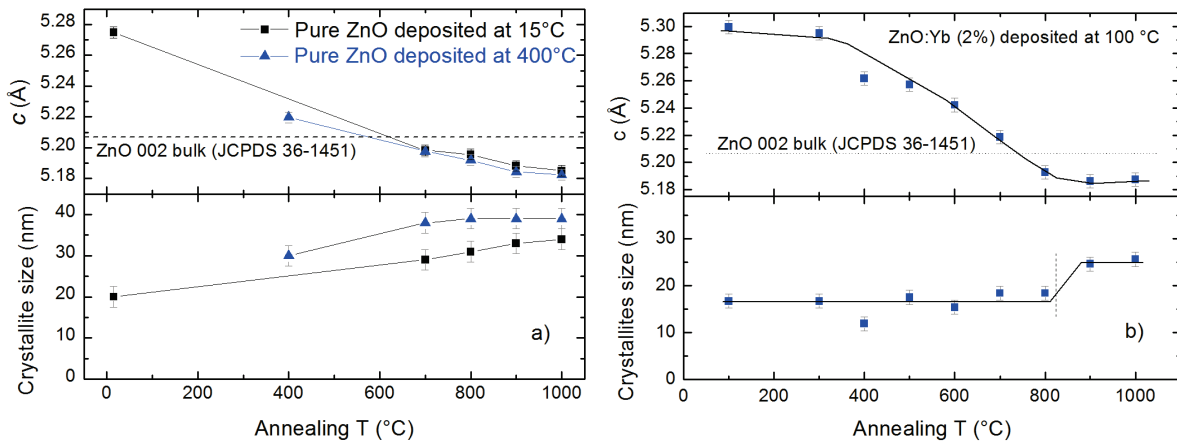 5.28
5.26
5.24
5.22
5.20
5.18
c (Å)
Pure ZnO deposited at 15°C
Pure ZnO deposited at 400°C
ZnO 002 bulk (JCPDS 36-1451)
40
30
20
10
0
Crystallite size (nm)
a)
0 200 400 600 800 1000
Annealing T (°C)
5.30
5.28
5.26
5.24
5.22
5.20
5.18
c (Å)
ZnO:Yb (2%) deposited at 100 °C
ZnO 002 bulk (JCPDS 36-1451)
40
30
20
10
0
Crystallites size (nm)
b)
0 200 400 600 800 1000
Annealing T (°C)